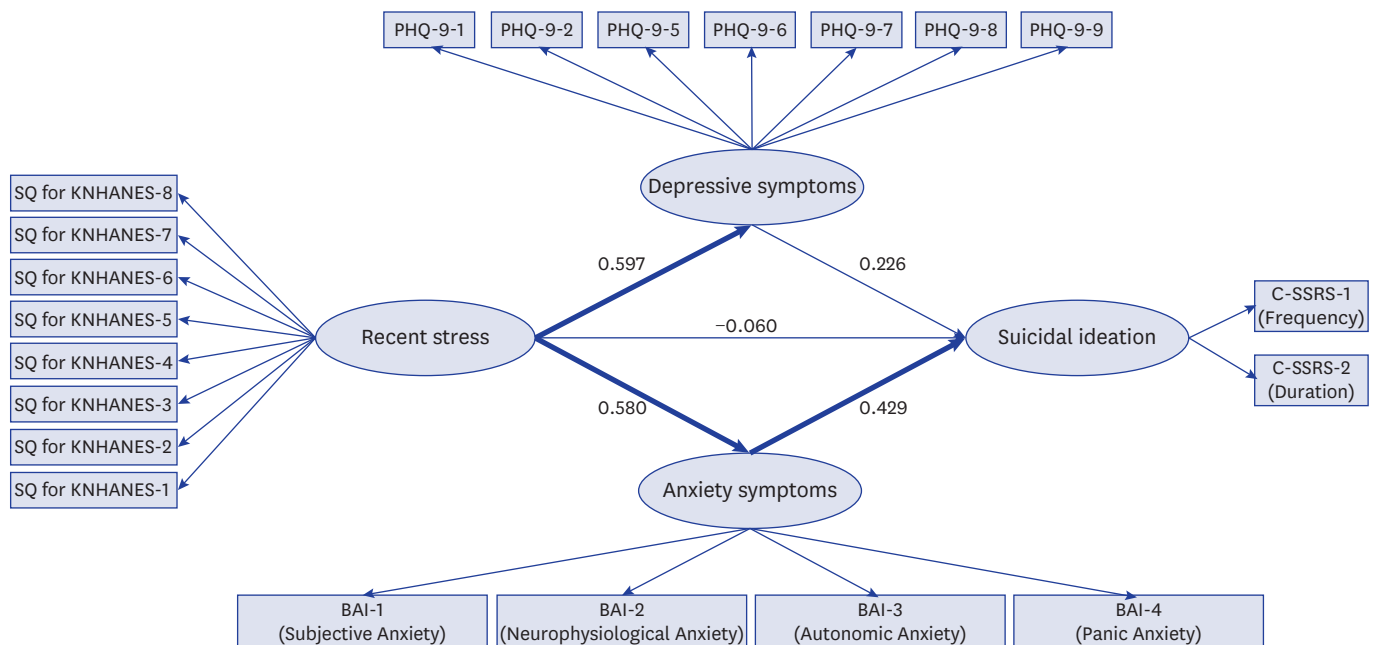 PHQ-9-1
PHQ-9-2
PHQ-9-5
PHQ-9-6
PHQ-9-7
PHQ-9-8
PHQ-9-9
Depressive symptoms
SQ for KNHANES-8
SQ for KNHANES-7
SQ for KNHANES-6
SQ for KNHANES-5
SQ for KNHANES-4
SQ for KNHANES-3
SQ for KNHANES-2
SQ for KNHANES-1
Recent stress
0.597
0.226
−0.060
0.580
0.429
Suicidal ideation
C-SSRS-1
(Frequency)
C-SSRS-2
(Duration)
Anxiety symptoms
BAI-1
(Subjective Anxiety)
BAI-2
(Neurophysiological Anxiety)
BAI-3
(Autonomic Anxiety)
BAI-4
(Panic Anxiety)